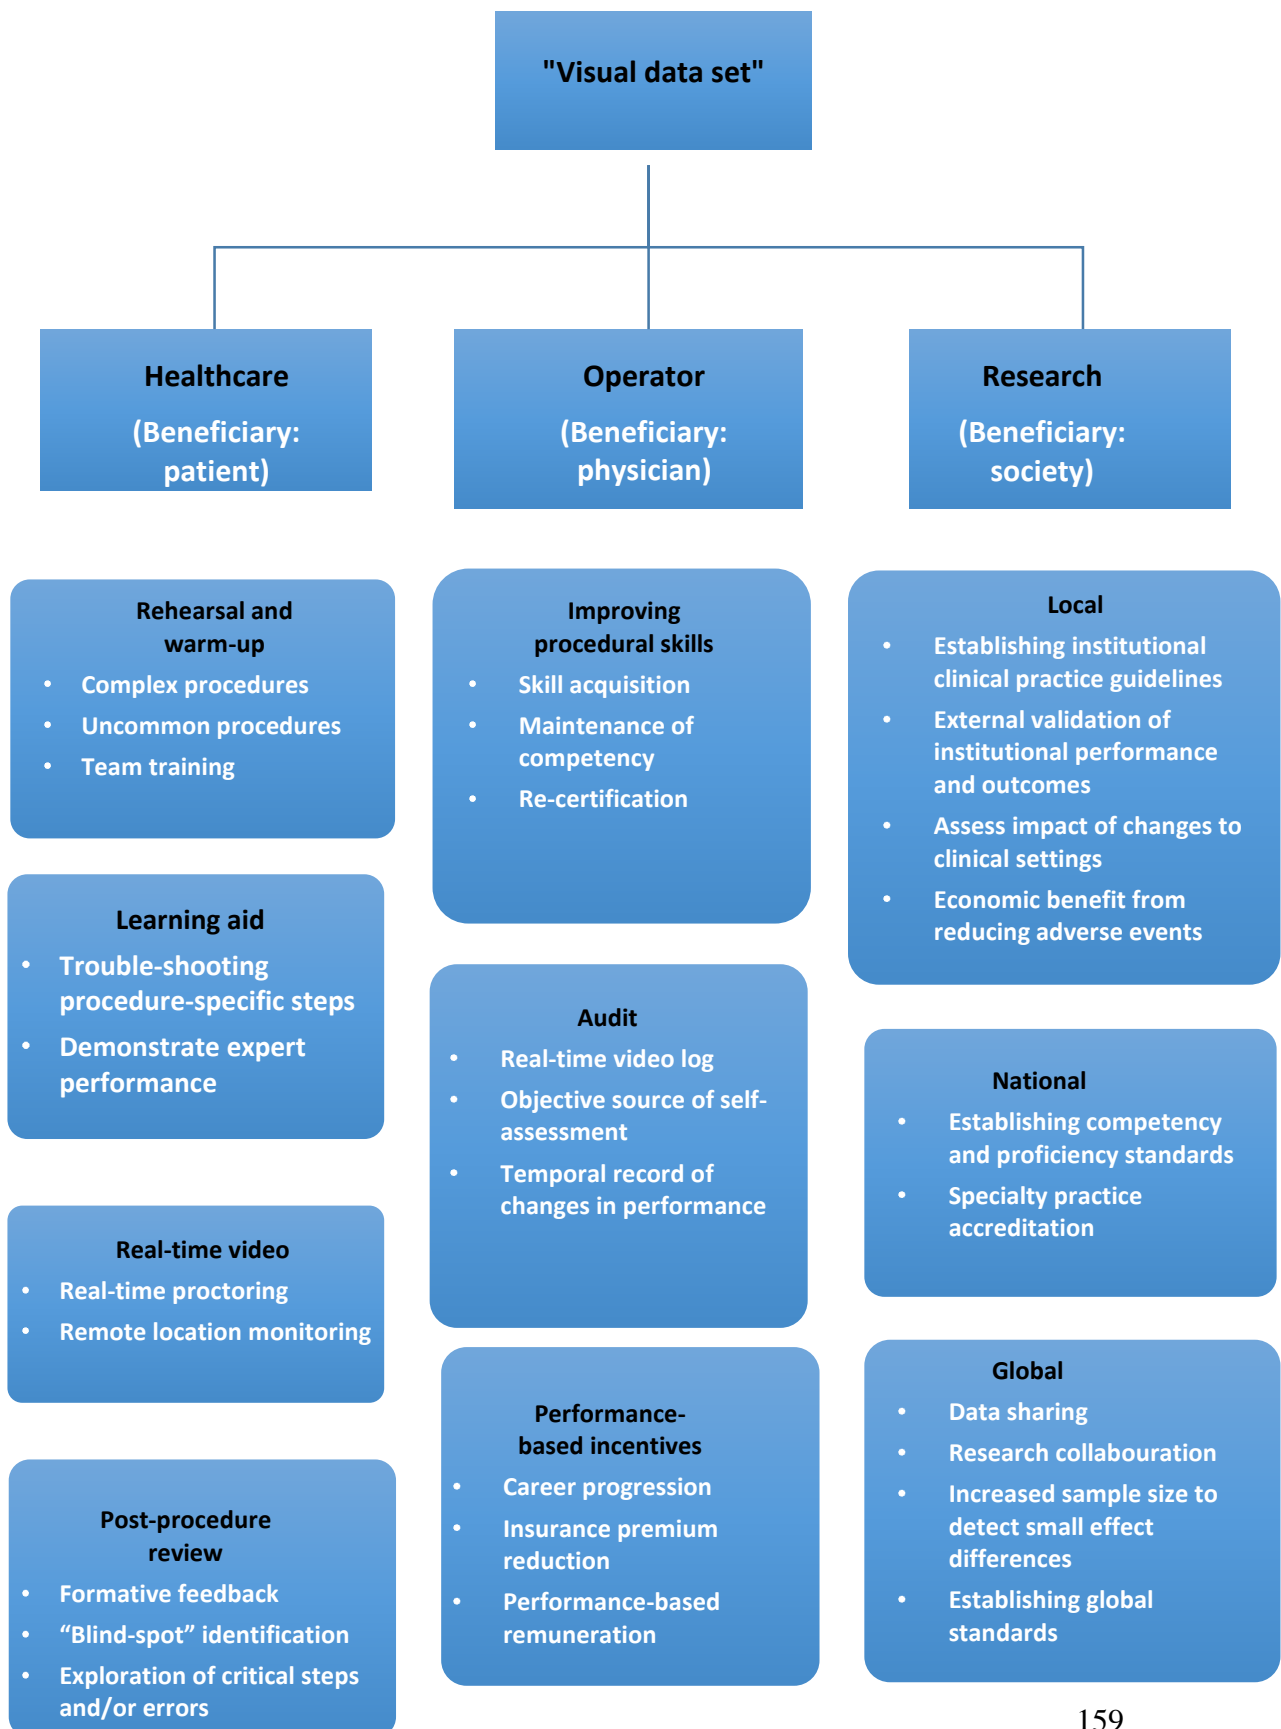 "Visual data set"
Healthcare
(Beneficiary:
patient)
Operator
(Beneficiary:
physician)
Research
(Beneficiary:
society)
Rehearsal and
warm-up
• Complex procedures
• Uncommon procedures
• Team training
Learning aid
• Trouble-shooting
procedure-specific steps
• Demonstrate expert
performance
Real-time video
• Real-time proctoring
• Remote location monitoring
Post-procedure
review
• Formative feedback
• “Blind-spot” identification
• Exploration of critical steps
and/or errors
Improving
procedural skills
• Skill acquisition
• Maintenance of
competency
• Re-certification
Audit
• Real-time video log
• Objective source of self-
assessment
• Temporal record of
changes in performance
Performance-
based incentives
• Career progression
• Insurance premium
reduction
• Performance-based
remuneration
Local
• Establishing institutional
clinical practice guidelines
• External validation of
institutional performance
and outcomes
• Assess impact of changes to
clinical settings
• Economic benefit from
reducing adverse events
National
• Establishing competency
and proficiency standards
• Specialty practice
accreditation
Global
• Data sharing
• Research collabouration
• Increased sample size to
detect small effect
differences
• Establishing global
standards
159